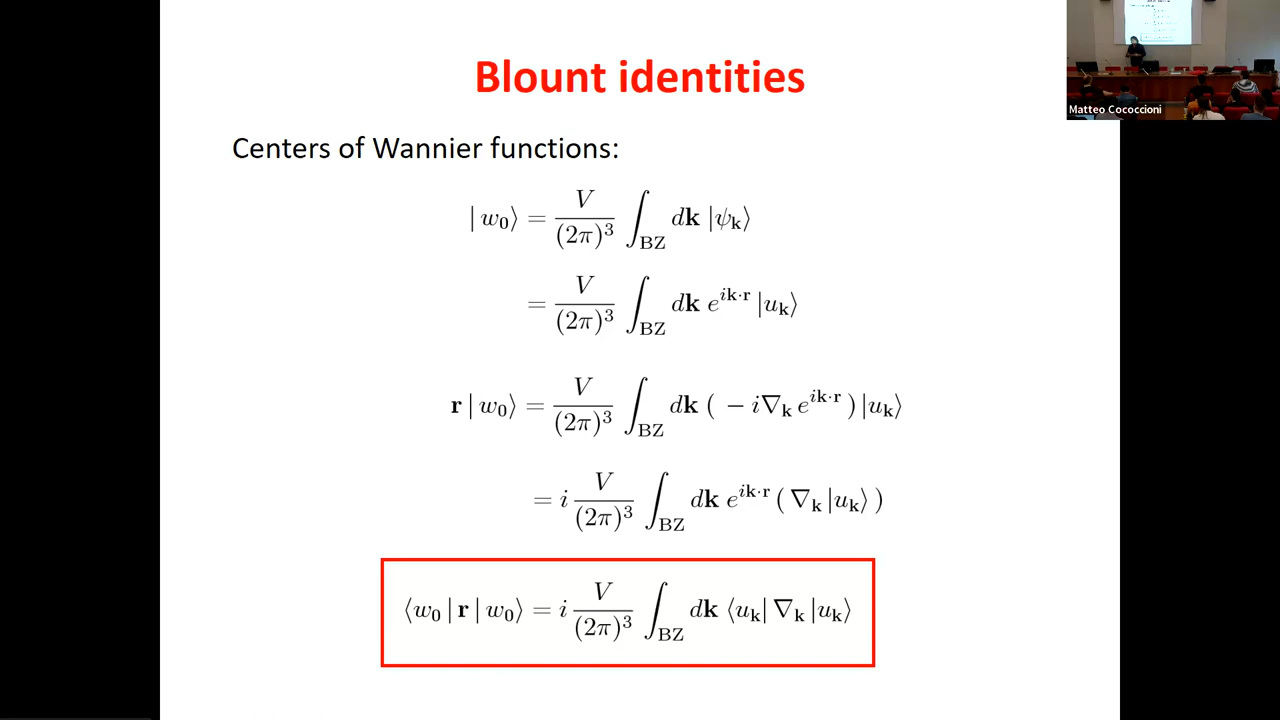 Blount identities
Matteo Cococcioni
Centers of Wannier functions:
| w₀⟩ = V/(2π)³ ∫_BZ d𝐤 |ψ_𝐤⟩
= V/(2π)³ ∫_BZ d𝐤 e^{i𝐤·𝐫} |u_𝐤⟩
𝐫 | w₀⟩ = V/(2π)³ ∫_BZ d𝐤 ( − i∇_𝐤 e^{i𝐤·𝐫} ) |u_𝐤⟩
= i V/(2π)³ ∫_BZ d𝐤 e^{i𝐤·𝐫} ( ∇_𝐤 |u_𝐤⟩ )
⟨w₀ | 𝐫 | w₀⟩ = i V/(2π)³ ∫_BZ d𝐤 ⟨u_𝐤| ∇_𝐤 |u_𝐤⟩